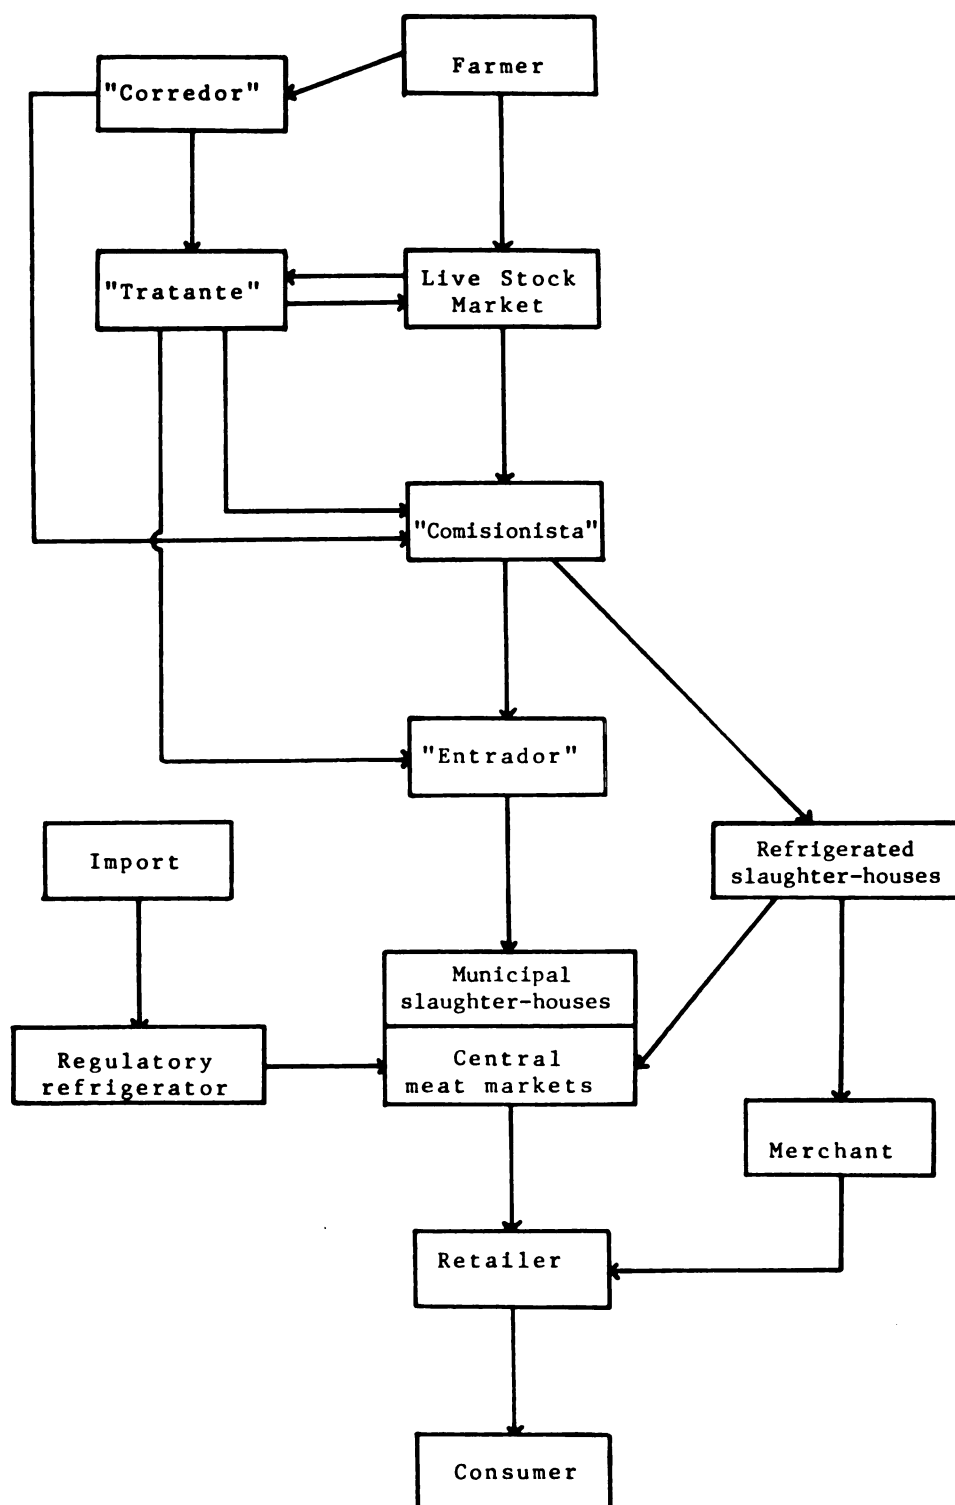 Farmer
"Corredor"
"Tratante"
Live Stock
Market
"Comisionista"
"Entrador"
Import
Refrigerated
slaughter-houses
Municipal
slaughter-houses
Regulatory
refrigerator
Central
meat markets
Merchant
Retailer
Consumer